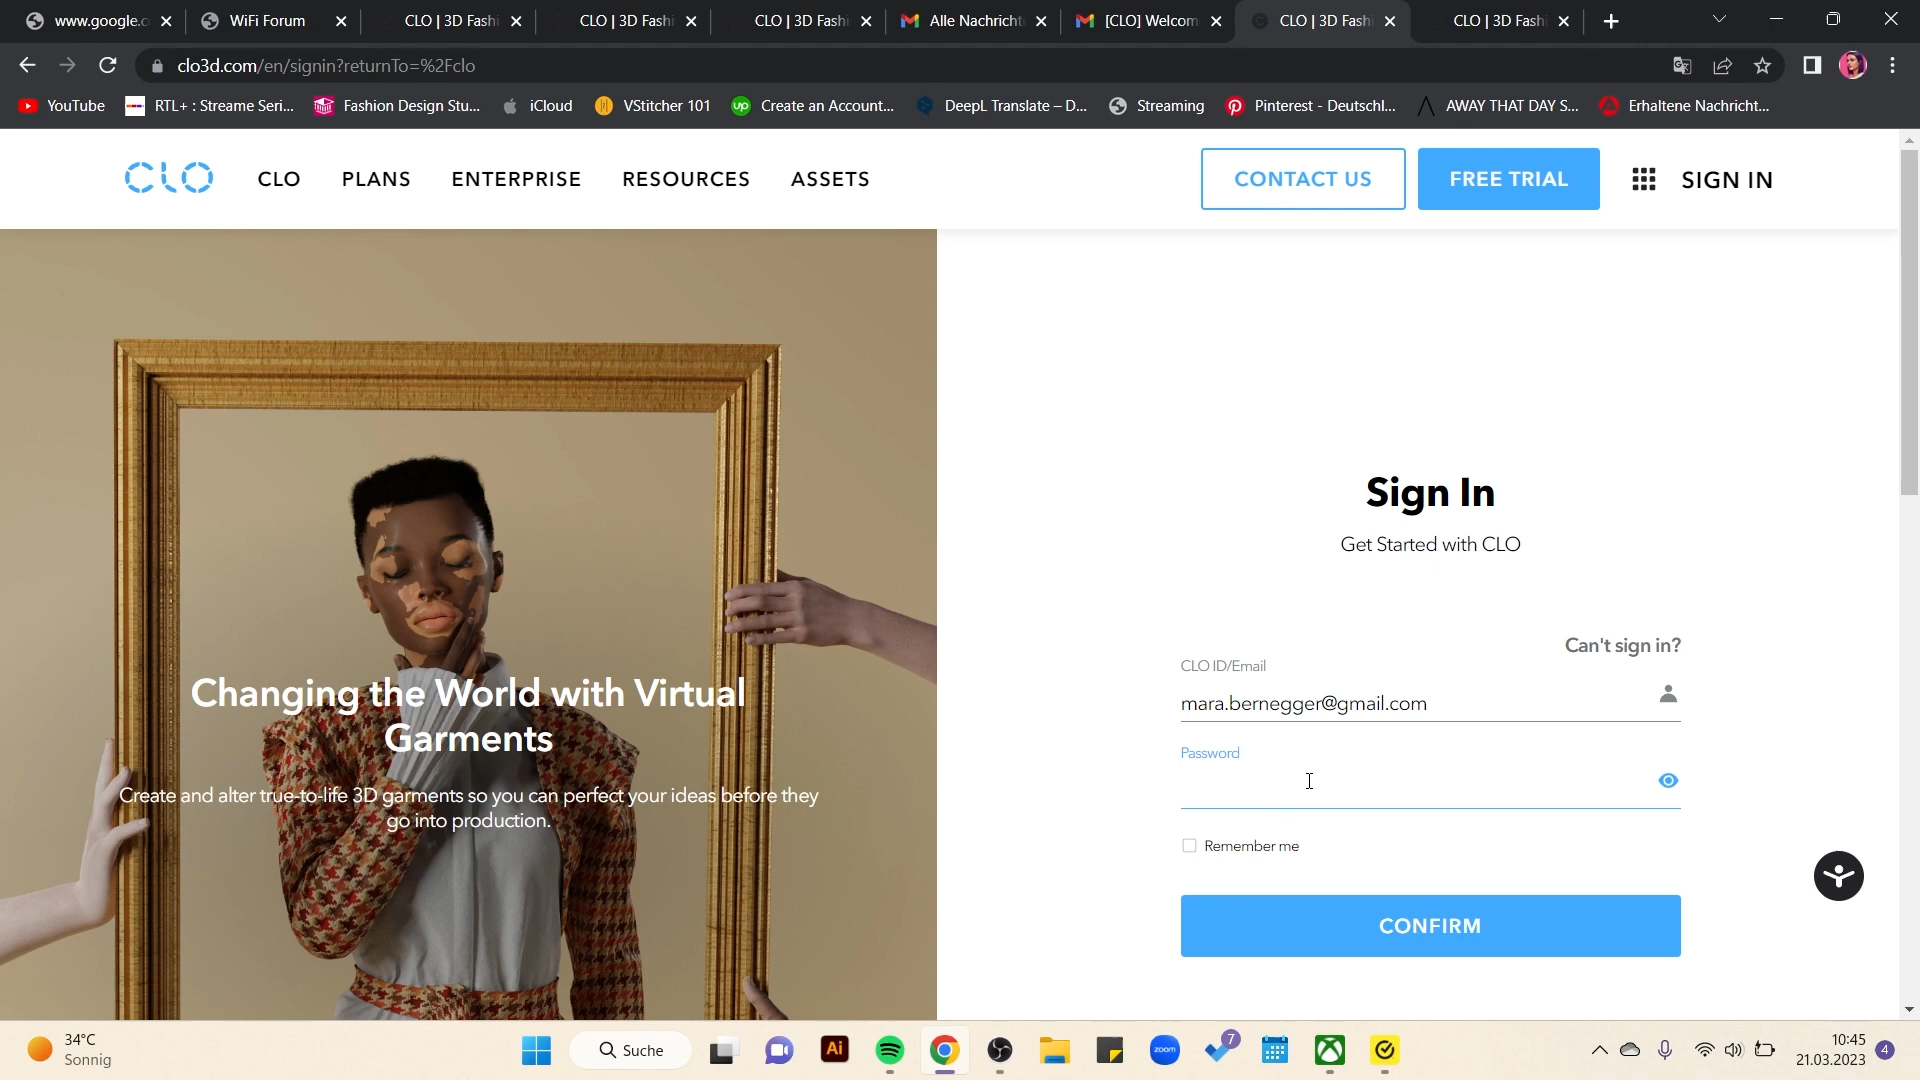 www.google.c
WiFi Forum
CLO | 3D Fashi
CLO | 3D Fashi
CLO | 3D Fashi
Alle Nachricht
[CLO] Welcom
CLO | 3D Fashi
CLO | 3D Fashi
clo3d.com/en/signin?returnTo=%2Fclo
YouTube
RTL+ : Streame Seri...
Fashion Design Stu...
iCloud
VStitcher 101
up
Create an Account...
DeepL Translate – D...
Streaming
Pinterest - Deutschl...
AWAY THAT DAY S...
Erhaltene Nachricht...
CLO
CLO
PLANS
ENTERPRISE
RESOURCES
ASSETS
CONTACT US
FREE TRIAL
SIGN IN
Changing the World with Virtual
Garments
Create and alter true-to-life 3D garments so you can perfect your ideas before they
go into production.
Sign In
Get Started with CLO
Can't sign in?
CLO ID/Email
mara.bernegger@gmail.com
Password
Remember me
CONFIRM
34°C
Sonnig
Suche
Ai
zoom
7
10:45
21.03.2023
4